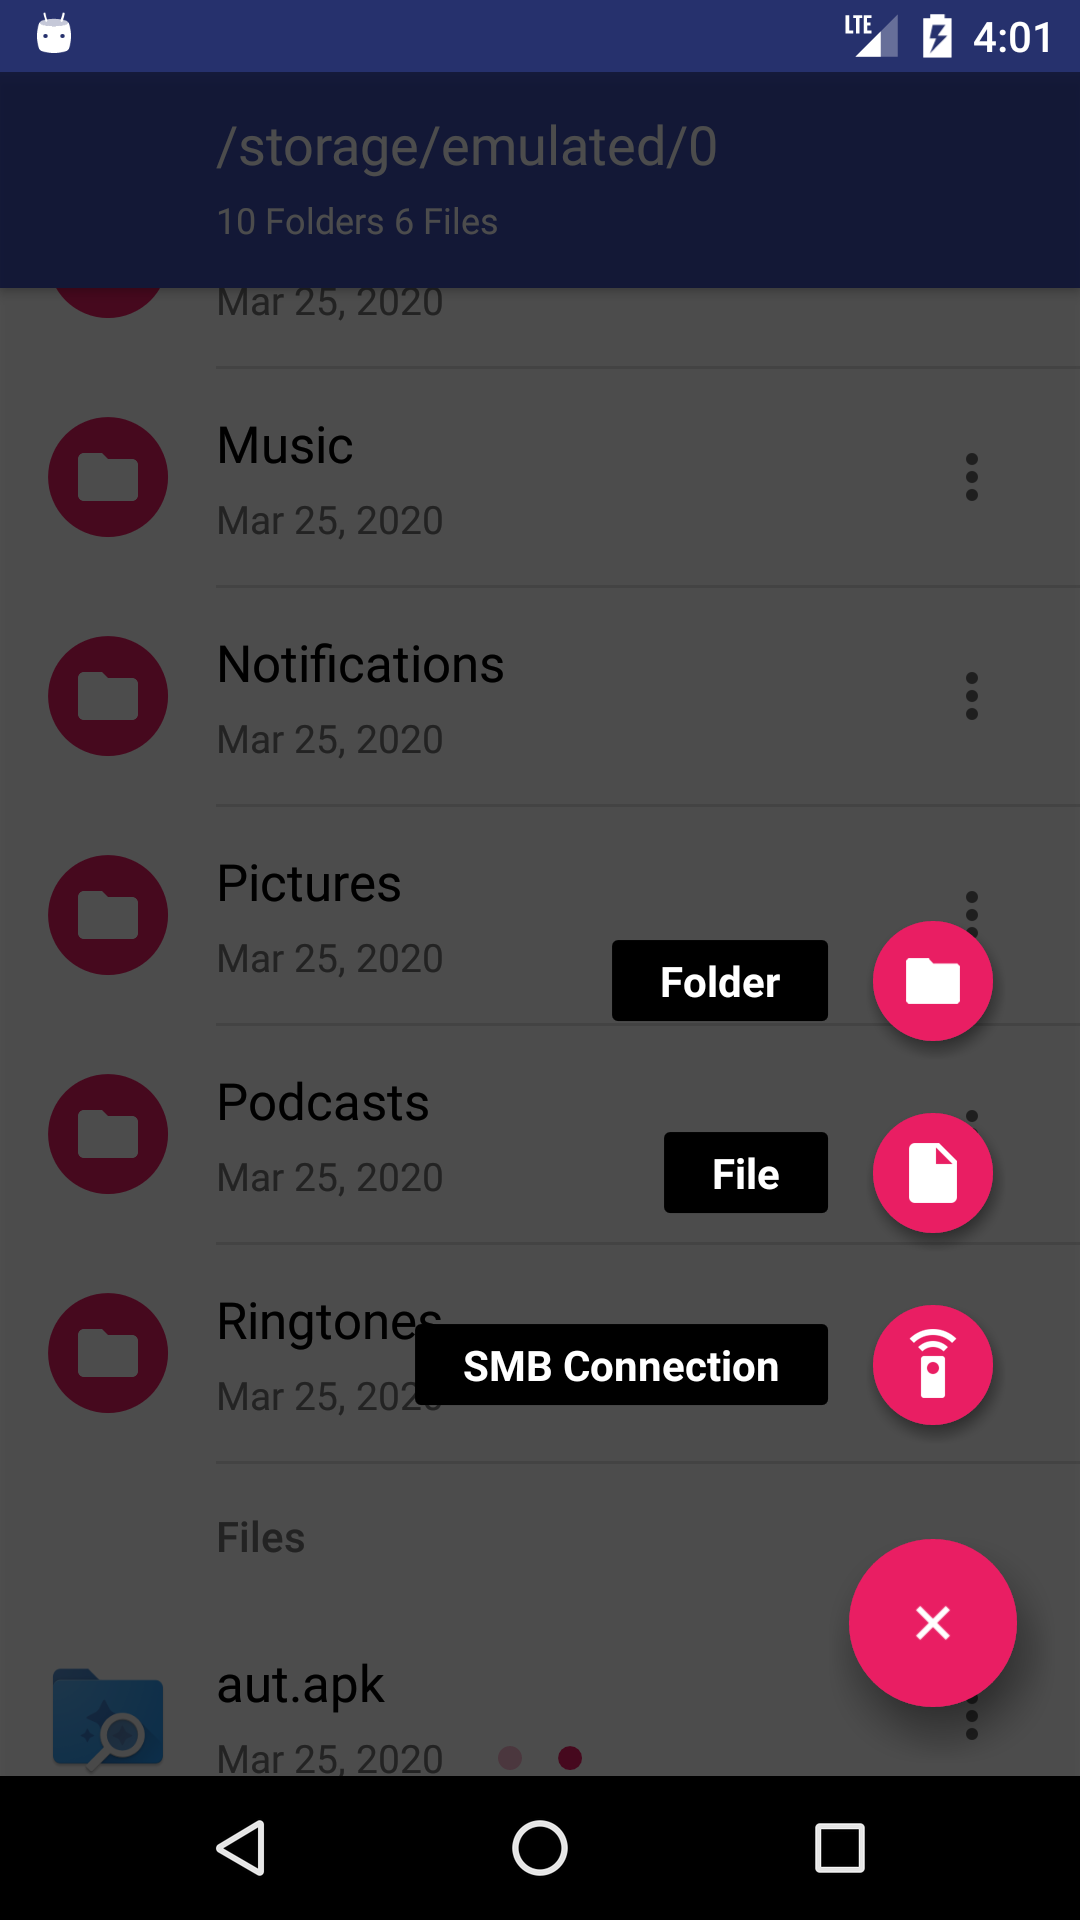 LTE 4:01
/storage/emulated/0
10 Folders 6 Files
Mar 25, 2020
Music
Mar 25, 2020
Notifications
Mar 25, 2020
Pictures
Mar 25, 2020
Folder
Podcasts
Mar 25, 2020
File
Ringtones
Mar 25, 2020
SMB Connection
Files
aut.apk
Mar 25, 2020